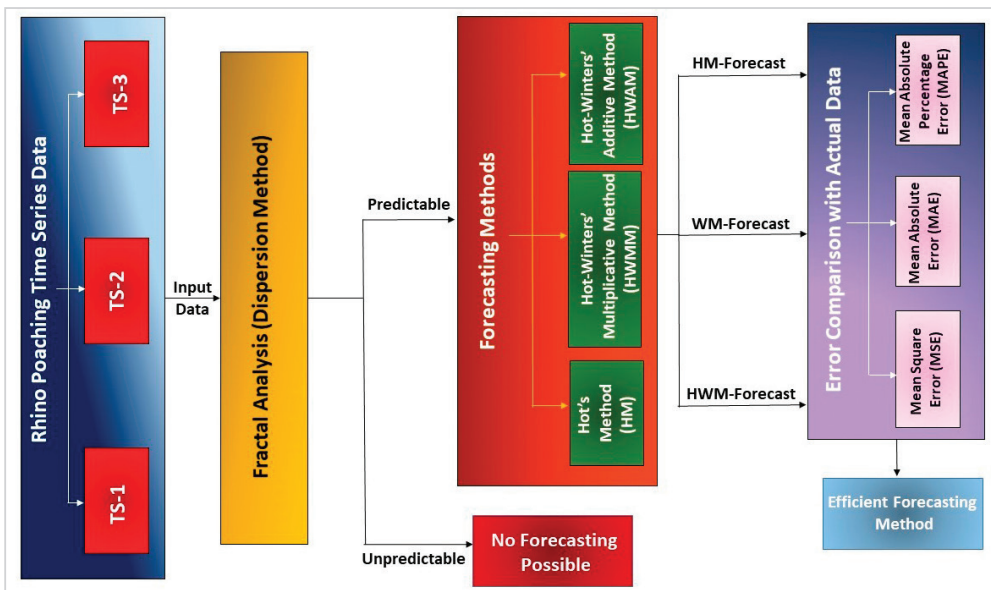 Rhino Poaching Time Series Data
TS-3
TS-2
TS-1
Input
Data
Fractal Analysis (Dispersion Method)
Predictable
Unpredictable
No Forecasting
Possible
Forecasting Methods
Hot-Winters'
Additive Method
(HWAM)
Hot-Winters'
Multiplicative Method
(HWMM)
Hot's
Method
(HM)
HM-Forecast
WM-Forecast
HWM-Forecast
Error Comparison with Actual Data
Mean Absolute
Percentage
Error (MAPE)
Mean Absolute
Error (MAE)
Mean Square
Error (MSE)
Efficient Forecasting
Method